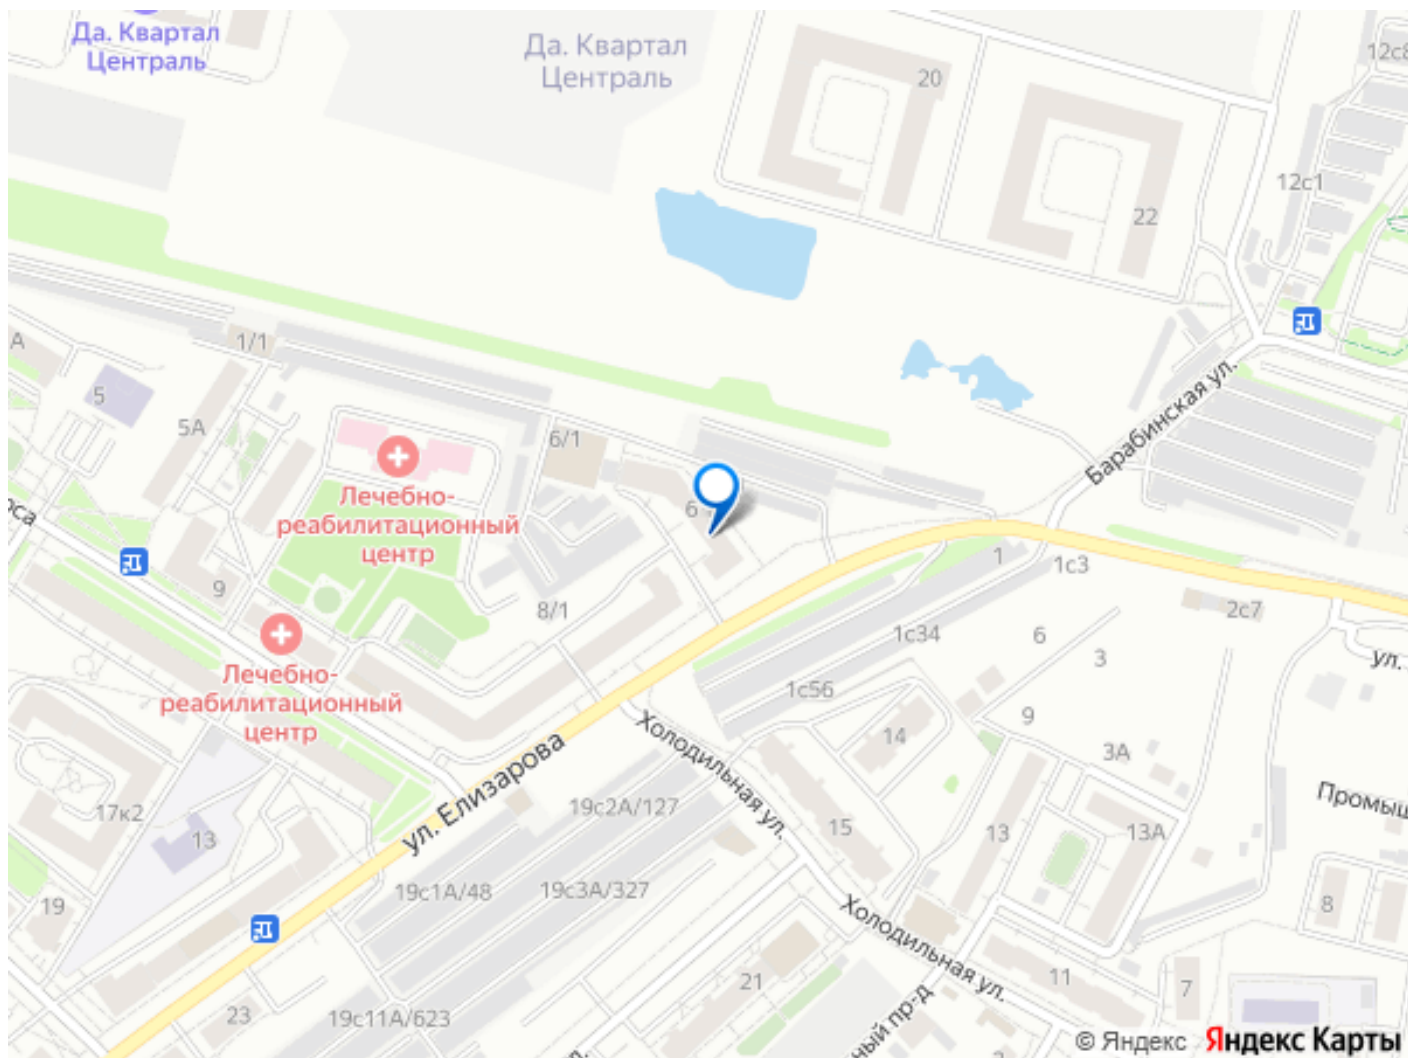 Да. Квартал
Централь
Да. Квартал
Централь
20
12с8
12с1
22
1/1
А
5
5А
6/1
Барабинская ул.
Лечебно-
реабилитационный
центр
6
9
8/1
1
1с3
2с7
1с34
6
3
ул.
Лечебно-
реабилитационный
центр
1с56
9
14
3А
Холодильная ул.
ул. Елизарова
17к2
13
19с2А/127
15
13
13А
19с1А/48
19с3А/327
19
8
Холодильная ул.
21
11
7
23
19с11А/623
3
2
© Яндекс Яндекс Карты